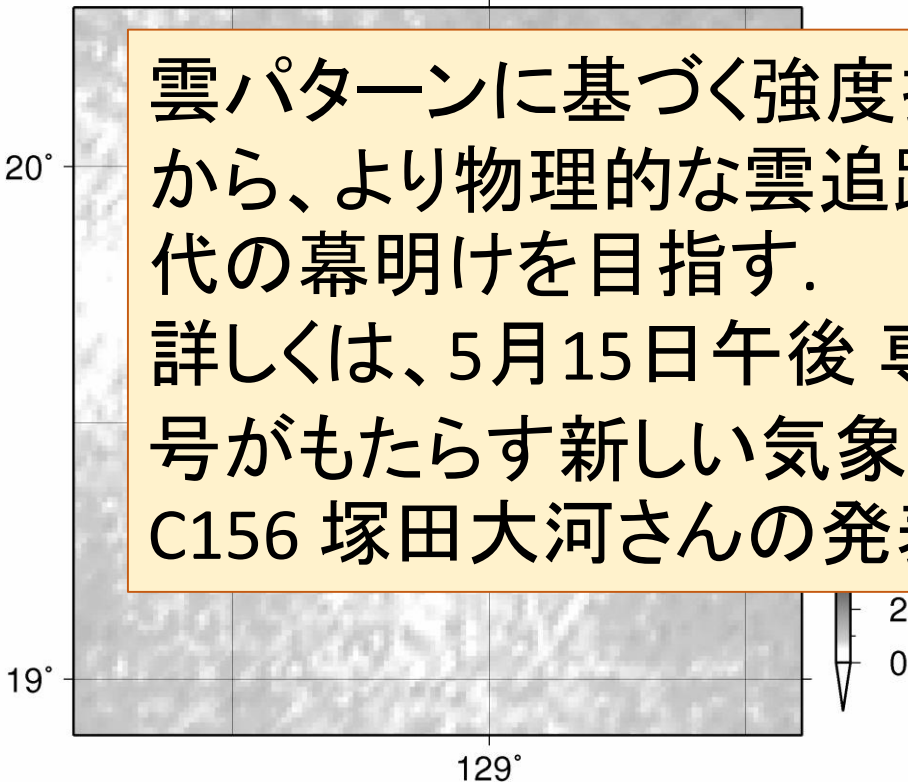 雲パターンに基づく強度
から、より物理的な雲追
代の幕明けを目指す.
詳しくは、5月15日午後
号がもたらす新しい気象
C156 塚田大河さんの発
20°
19°
129°
2
0